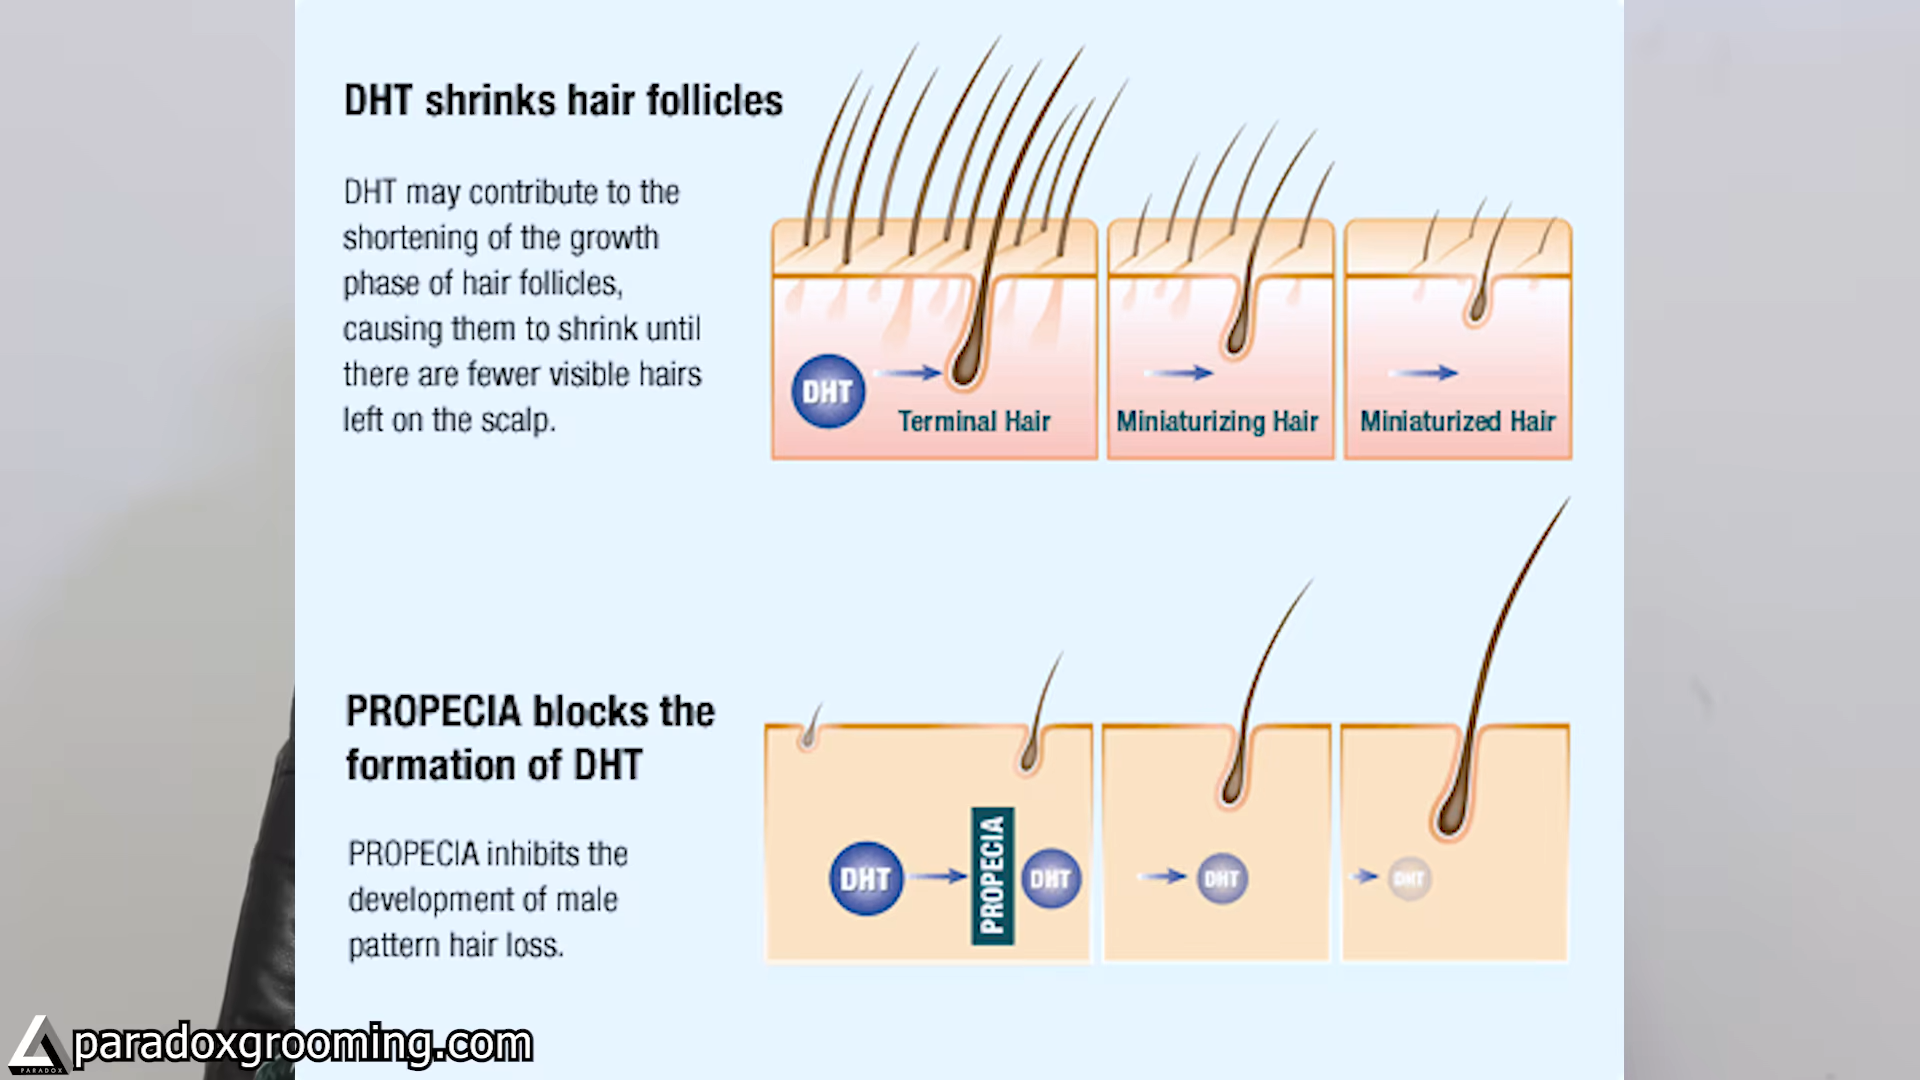 DHT shrinks hair follicles
DHT may contribute to the
shortening of the growth
phase of hair follicles,
causing them to shrink until
there are fewer visible hairs
left on the scalp.
DHT
Terminal Hair
Miniaturizing Hair
Miniaturized Hair
PROPECIA blocks the
formation of DHT
PROPECIA inhibits the
development of male
pattern hair loss.
DHT
PROPECIA
DHT
DHT
DHT
PARADOX
paradoxgrooming.com